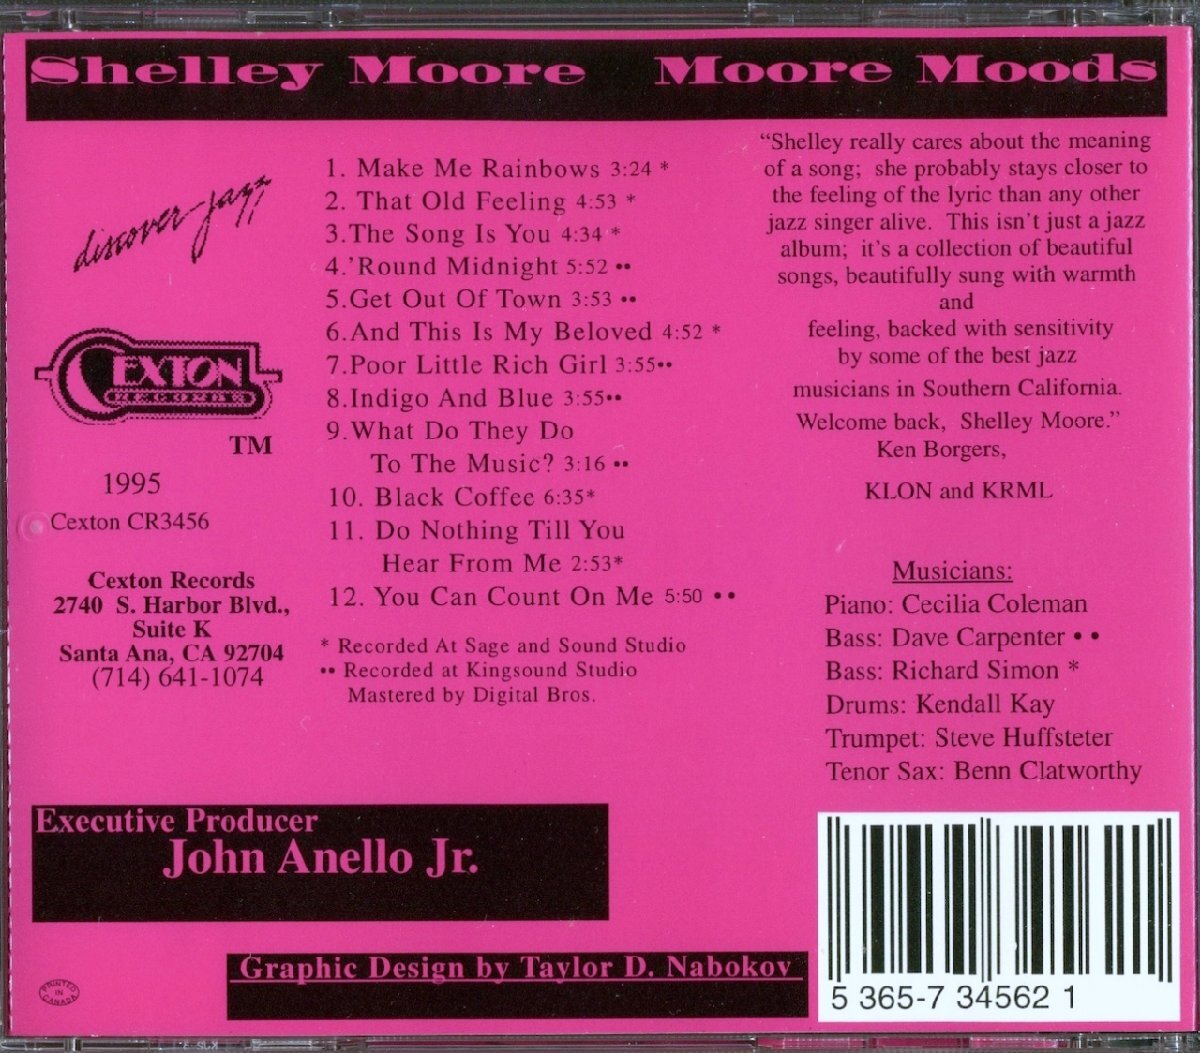 Shelley Moore Moore Moods
discover jazz
CEXTON
RECORDS
TM
1995
Cexton CR3456
Cexton Records
2740 S. Harbor Blvd.,
Suite K
Santa Ana, CA 92704
(714) 641-1074
1. Make Me Rainbows 3:24 *
2. That Old Feeling 4:53 *
3.The Song Is You 4:34 *
4.'Round Midnight 5:52 ••
5.Get Out Of Town 3:53 ••
6.And This Is My Beloved 4:52 *
7.Poor Little Rich Girl 3:55••
8.Indigo And Blue 3:55••
9.What Do They Do
To The Music? 3:16 ••
10. Black Coffee 6:35*
11. Do Nothing Till You
Hear From Me 2:53*
12. You Can Count On Me 5:50 ••
* Recorded At Sage and Sound Studio
•• Recorded at Kingsound Studio
Mastered by Digital Bros.
“Shelley really cares about the meaning
of a song; she probably stays closer to
the feeling of the lyric than any other
jazz singer alive. This isn't just a jazz
album; it's a collection of beautiful
songs, beautifully sung with warmth
and
feeling, backed with sensitivity
by some of the best jazz
musicians in Southern California.
Welcome back, Shelley Moore.”
Ken Borgers,
KLON and KRML
Musicians:
Piano: Cecilia Coleman
Bass: Dave Carpenter • •
Bass: Richard Simon *
Drums: Kendall Kay
Trumpet: Steve Huffsteter
Tenor Sax: Benn Clatworthy
Executive Producer
John Anello Jr.
Graphic Design by Taylor D. Nabokov
PRINTED
IN
CANADA
5 365-7 34562 1